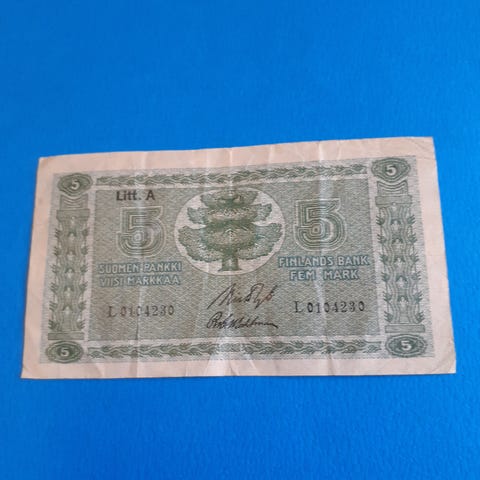 5
Litt. A
5 5
SUOMEN PANKKI FINLANDS BANK
VIISI MARKKAA FEM MARK
L 0104230 L 0104230
5 5